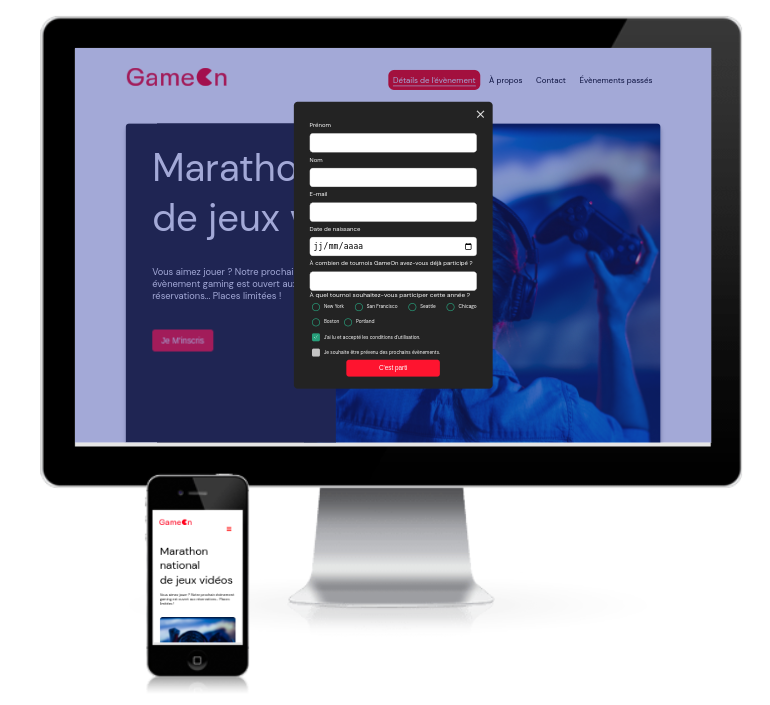 GameOn
Détails de l'évènement À propos Contact Évènements passés
Prénom
Nom
E-mail
Date de naissance
jj/mm/aaaa
À combien de tournois GameOn avez-vous déjà participé ?
À quel tournoi souhaitez-vous participer cette année ?
New York San Francisco Seattle Chicago
Boston Portland
J'ai lu et accepté les conditions d'utilisation.
Je souhaite être prévenu des prochains évènements.
C'est parti
Maratho
de jeux v
Vous aimez jouer ? Notre prochai
évènement gaming est ouvert aux
réservations... Places limitées !
Je M'inscris
GameOn
Marathon
national
de jeux vidéos
Vous aimez jouer ? Notre prochain évènement
gaming est ouvert aux réservations... Places
limitées !